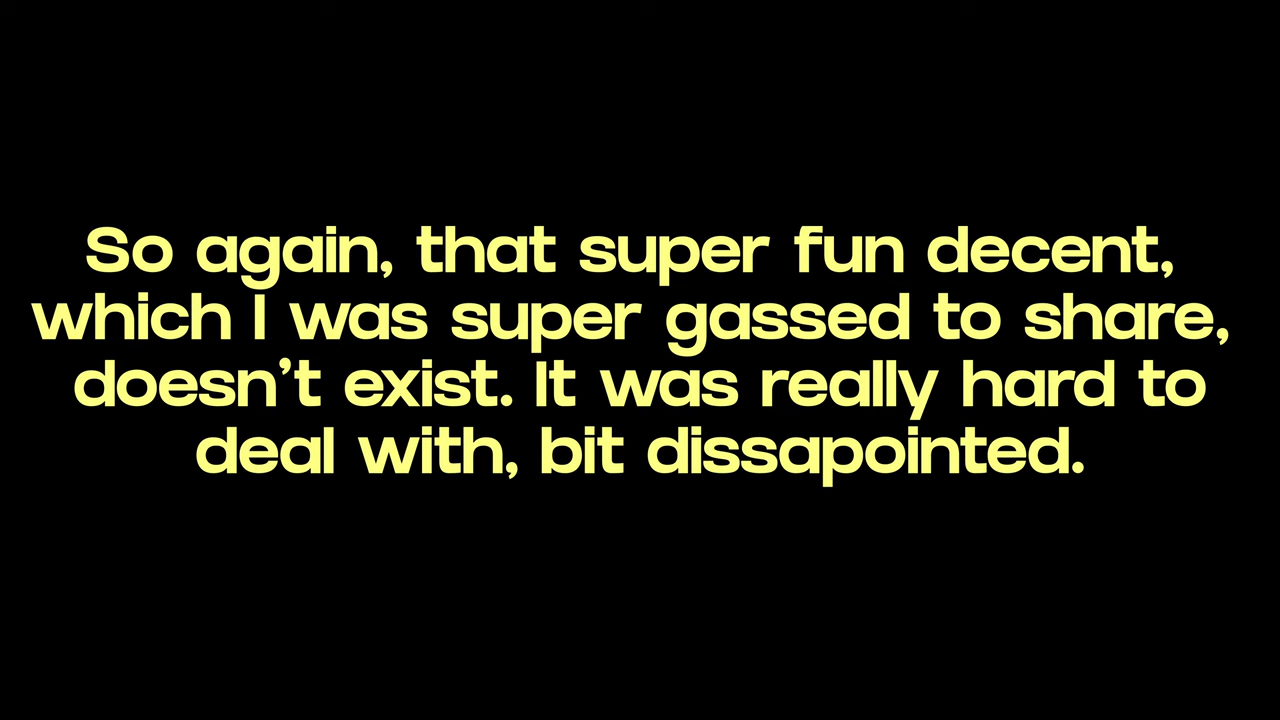 So again, that super fun decent,
which I was super gassed to share,
doesn’t exist. It was really hard to
deal with, bit dissapointed.